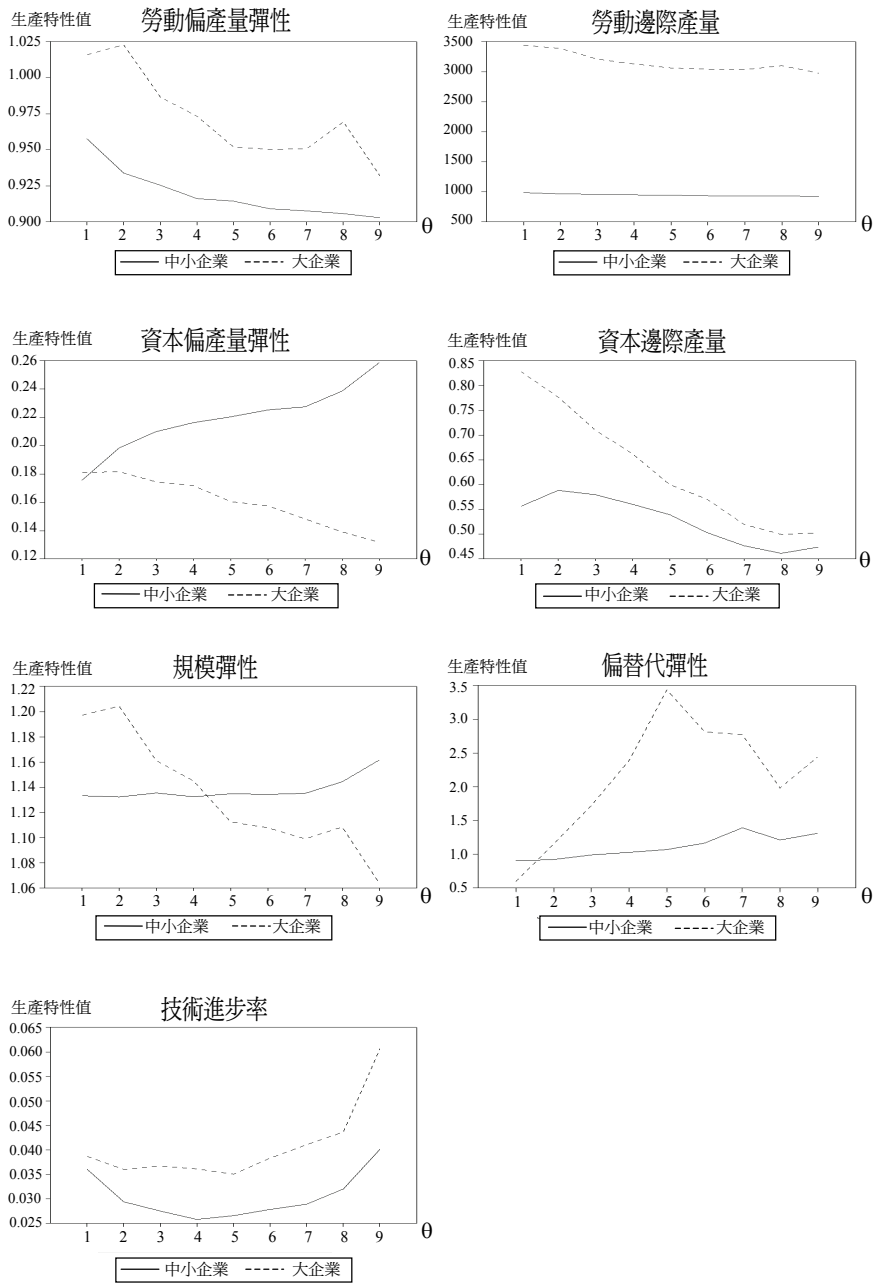 生產特性值
勞動偏產量彈性
1.025
1.000
0.975
0.950
0.925
0.900
1 2 3 4 5 6 7 8 9 θ
中小企業 大企業
生產特性值
勞動邊際產量
3500
3000
2500
2000
1500
1000
500
1 2 3 4 5 6 7 8 9 θ
中小企業 大企業
生產特性值
資本偏產量彈性
0.26
0.24
0.22
0.20
0.18
0.16
0.14
0.12
1 2 3 4 5 6 7 8 9 θ
中小企業 大企業
生產特性值
資本邊際產量
0.85
0.85
0.75
0.70
0.65
0.60
0.55
0.50
0.45
1 2 3 4 5 6 7 8 9 θ
中小企業 大企業
生產特性值
規模彈性
1.22
1.20
1.18
1.16
1.14
1.12
1.10
1.08
1.06
1 2 3 4 5 6 7 8 9 θ
中小企業 大企業
生產特性值
偏替代彈性
3.5
3.0
2.5
2.0
1.5
1.0
0.5
1 2 3 4 5 6 7 8 9 θ
中小企業 大企業
生產特性值
技術進步率
0.065
0.060
0.055
0.050
0.045
0.040
0.035
0.030
0.025
1 2 3 4 5 6 7 8 9 θ
中小企業 大企業